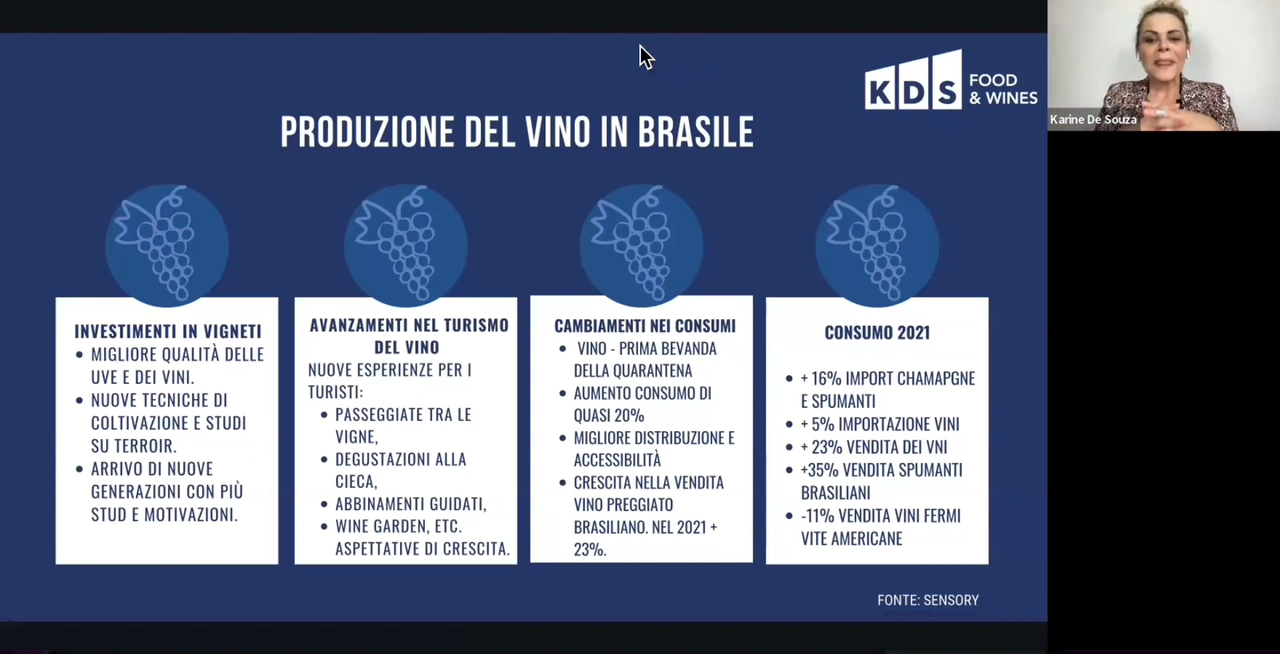 KDS FOOD
& WINES
Karine De Souza
PRODUZIONE DEL VINO IN BRASILE
INVESTIMENTI IN VIGNETI
• MIGLIORE QUALITÀ DELLE
UVE E DEI VINI.
• NUOVE TECNICHE DI
COLTIVAZIONE E STUDI
SU TERROIR.
• ARRIVO DI NUOVE
GENERAZIONI CON PIÙ
STUD E MOTIVAZIONI.
AVANZAMENTI NEL TURISMO
DEL VINO
NUOVE ESPERIENZE PER I
TURISTI:
• PASSEGGIATE TRA LE
VIGNE,
• DEGUSTAZIONI ALLA
CIECA,
• ABBINAMENTI GUIDATI,
• WINE GARDEN, ETC.
ASPETTATIVE DI CRESCITA.
CAMBIAMENTI NEI CONSUMI
• VINO - PRIMA BEVANDA
DELLA QUARANTENA
• AUMENTO CONSUMO DI
QUASI 20%
• MIGLIORE DISTRIBUZIONE E
ACCESSIBILITÀ
• CRESCITA NELLA VENDITA
VINO PREGGIATO
BRASILIANO. NEL 2021 +
23%.
CONSUMO 2021
• + 16% IMPORT CHAMAPGNE
E SPUMANTI
• + 5% IMPORTAZIONE VINI
• + 23% VENDITA DEI VNI
• +35% VENDITA SPUMANTI
BRASILIANI
• -11% VENDITA VINI FERMI
VITE AMERICANE
FONTE: SENSORY